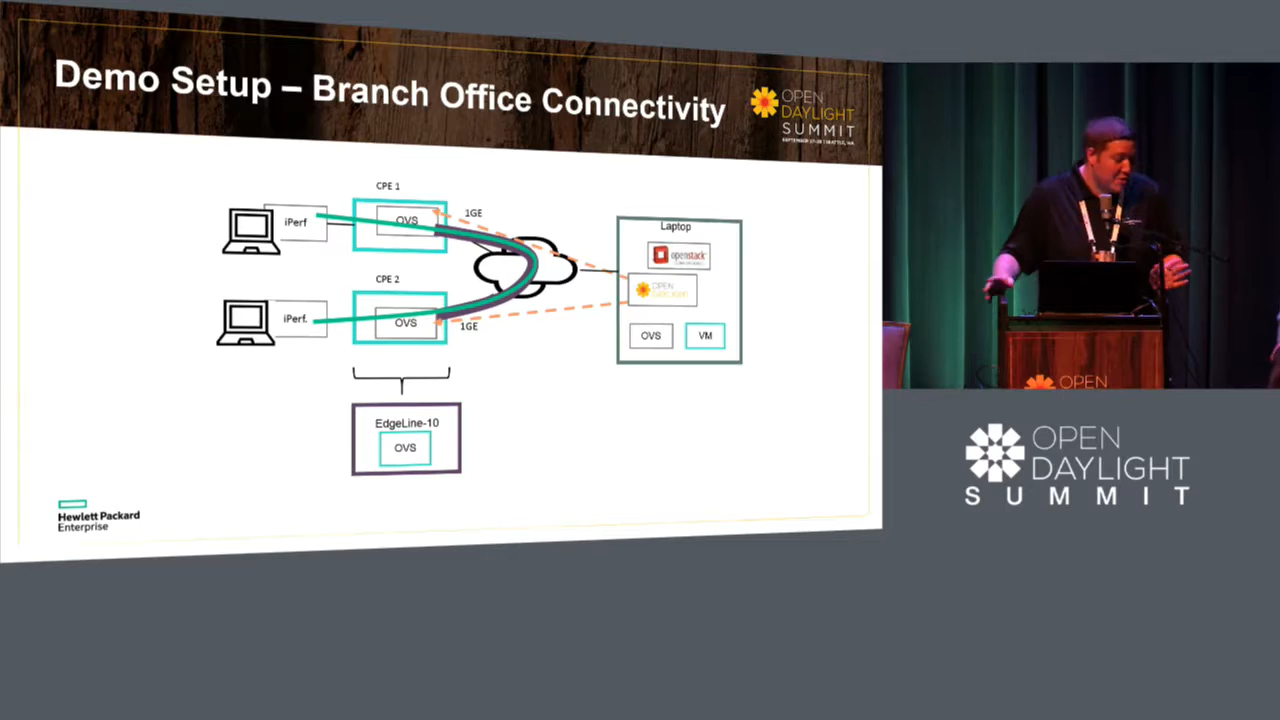 Demo Setup – Branch Office Connectivity
OPEN
DAYLIGHT
SUMMIT
CPE 1
iPerf
OVS
1GE
CPE 2
iPerf.
OVS
1GE
Laptop
openstack
OPEN
OVS
VM
EdgeLine-10
OVS
Hewlett Packard
Enterprise
OPEN
OPEN
DAYLIGHT
SUMMIT